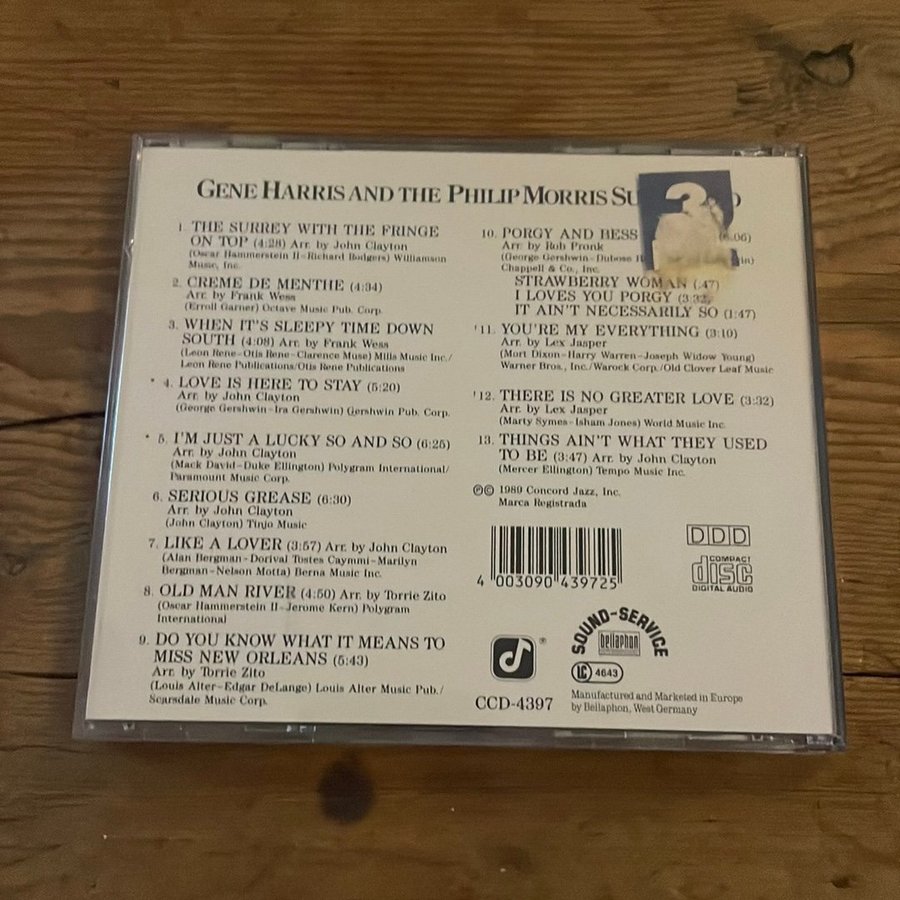 GENE HARRIS AND THE PHILIP MORRIS
1. THE SURREY WITH THE FRINGE
ON TOP (4:28) Arr. by John Clayton
(Oscar Hammerstein II-Richard Rodgers) Williamson
Music, Inc.
2. CREME DE MENTHE (4:34)
Arr. by Frank Wess
(Erroll Garner) Octave Music Pub. Corp.
3. WHEN IT'S SLEEPY TIME DOWN
SOUTH (4:08) Arr. by Frank Wess
(Leon Rene-Otis Rene-Clarence Muse) Mills Music Inc./
Leon Rene Publications/Otis Rene Publications
* 4. LOVE IS HERE TO STAY (5:20)
Arr. by John Clayton
(George Gershwin-Ira Gershwin) Gershwin Pub. Corp.
* 5. I'M JUST A LUCKY SO AND SO (6:25)
Arr. by John Clayton
(Mack David-Duke Ellington) Polygram International/
Paramount Music Corp.
6. SERIOUS GREASE (6:30)
Arr. by John Clayton
(John Clayton) Tinjo Music
7. LIKE A LOVER (3:57) Arr. by John Clayton
(Alan Bergman-Dorival Tostes Caymmi-Marilyn
Bergman-Nelson Motta) Berna Music Inc.
8. OLD MAN RIVER (4:50) Arr. by Torrie Zito
(Oscar Hammerstein II-Jerome Kern) Polygram
International
9. DO YOU KNOW WHAT IT MEANS TO
MISS NEW ORLEANS (5:43)
Arr. by Torrie Zito
(Louis Alter-Edgar DeLange) Louis Alter Music Pub./
Scarsdale Music Corp.
10. PORGY AND BESS
Arr. by Rob Pronk
(George Gershwin-Dubose
Chappell & Co., Inc.
STRAWBERRY WOMAN
I LOVES YOU PORGY (3:32)
IT AIN'T NECESSARILY SO (1:47)
'11. YOU'RE MY EVERYTHING (3:10)
Arr. by Lex Jasper
(Mort Dixon-Harry Warren-Joseph Widow Young)
Warner Bros., Inc./Warock Corp./Old Clover Leaf Music
'12. THERE IS NO GREATER LOVE (3:32)
Arr. by Lex Jasper
(Marty Symes-Isham Jones) World Music Inc.
13. THINGS AIN'T WHAT THEY USED
TO BE (3:47) Arr. by John Clayton
(Mercer Ellington) Tempo Music Inc.
℗© 1989 Concord Jazz, Inc.
Marca Registrada
DDD
COMPACT
disc
DIGITAL AUDIO
4 003090 439725
SOUND-SERVICE
bellaphon
LC 4643
®
CCD-4397
Manufactured and Marketed in Europe
by Bellaphon, West Germany